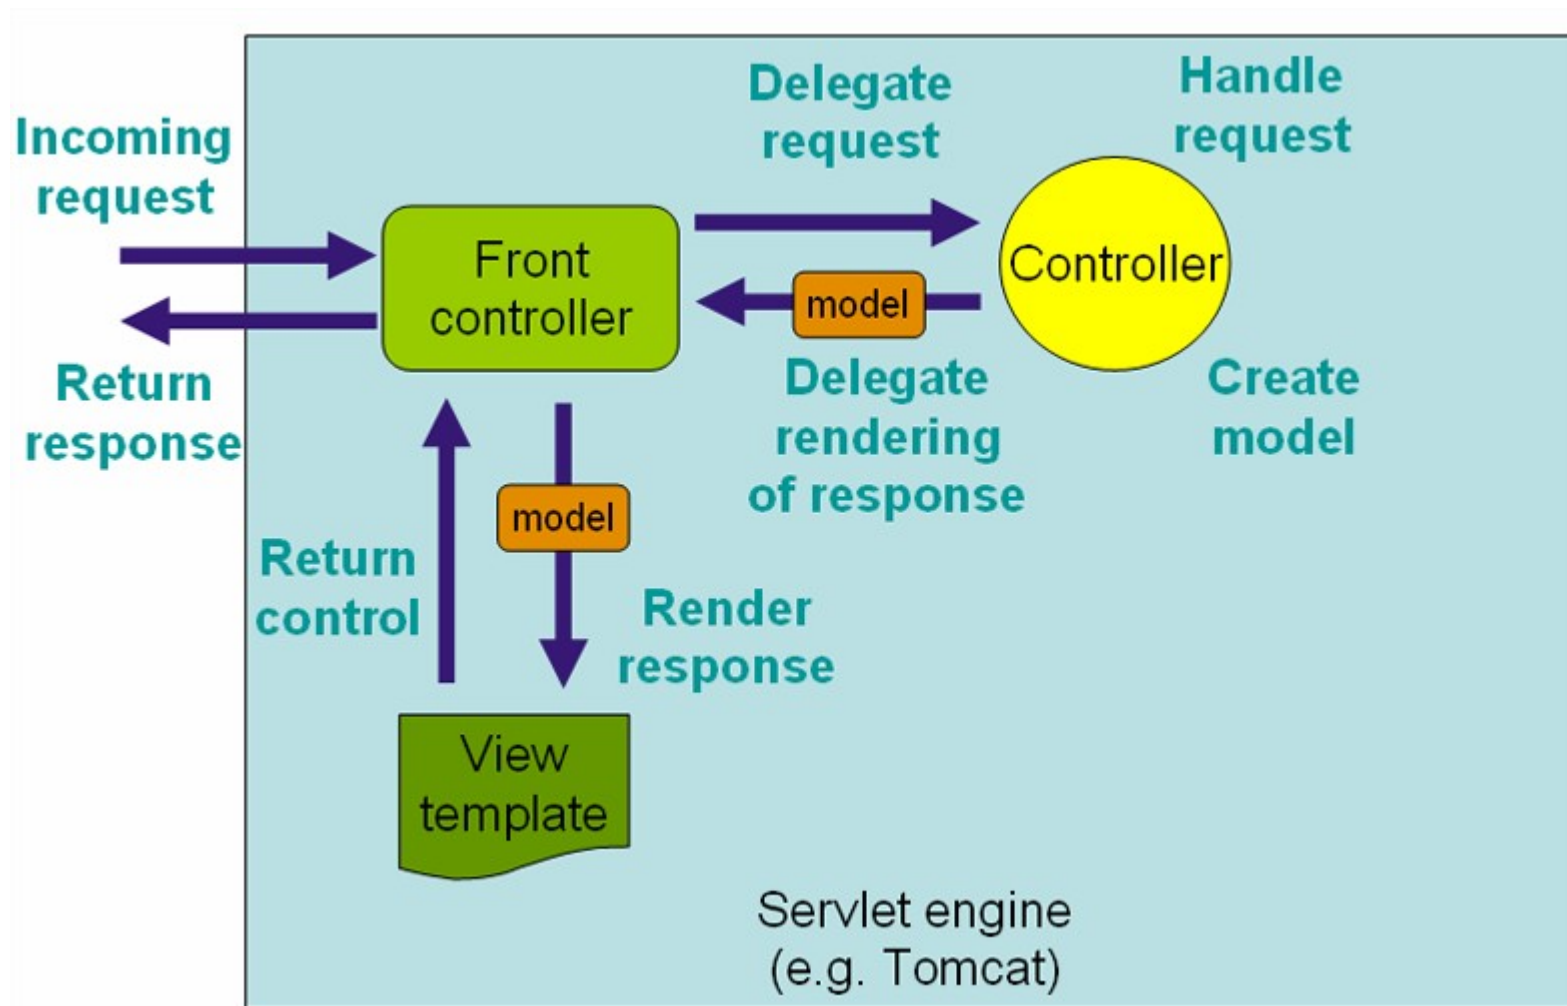 Incoming
request
Return
response
Front
controller
Delegate
request
model
Delegate
rendering
of response
Handle
request
Controller
Create
model
Return
control
model
Render
response
View
template
Servlet engine
(e.g. Tomcat)